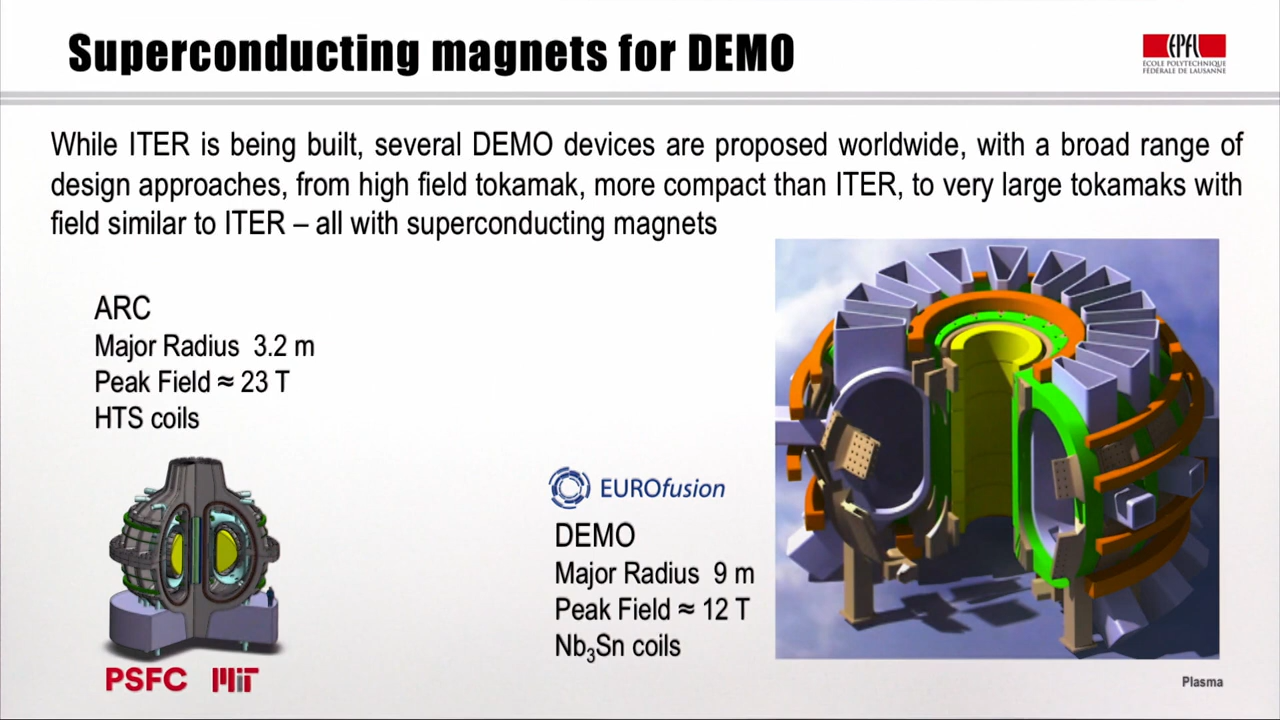 Superconducting magnets for DEMO
EPFL
ECOLE POLYTECHNIQUE
FÉDÉRALE DE LAUSANNE
While ITER is being built, several DEMO devices are proposed worldwide, with a broad range of
design approaches, from high field tokamak, more compact than ITER, to very large tokamaks with
field similar to ITER – all with superconducting magnets
ARC
Major Radius 3.2 m
Peak Field ≈ 23 T
HTS coils
PSFC MIT
EUROfusion
DEMO
Major Radius 9 m
Peak Field ≈ 12 T
Nb₃Sn coils
Plasma